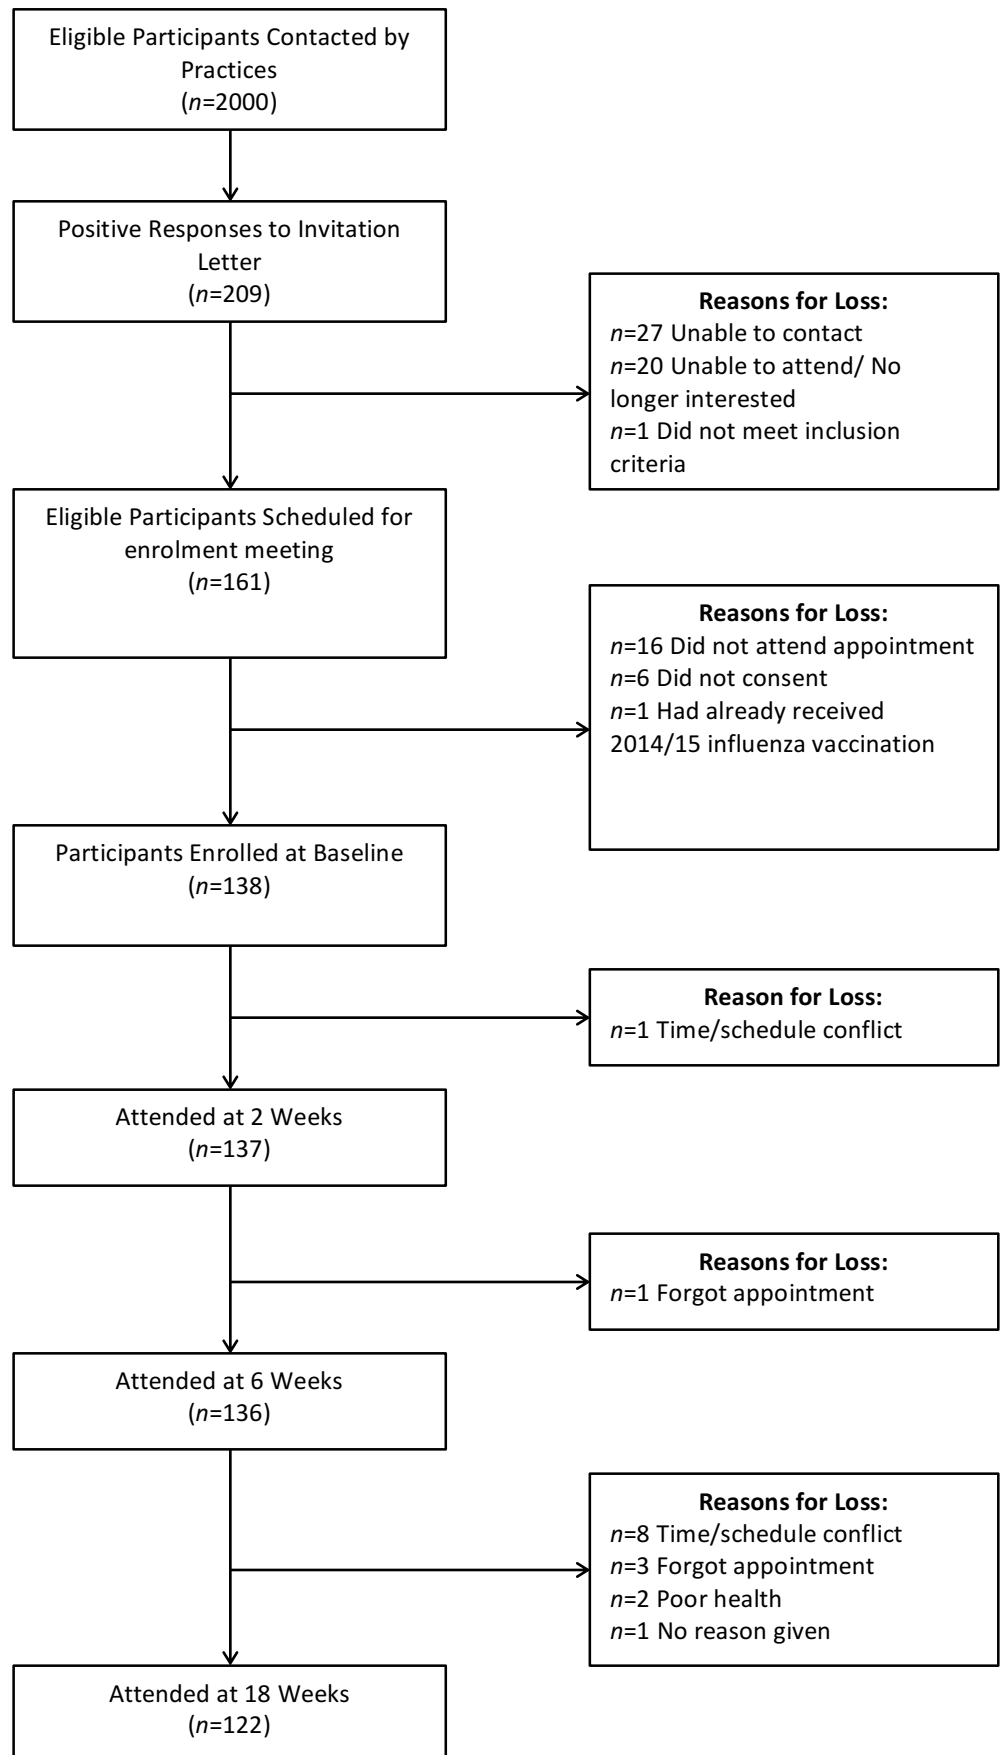 Eligible Participants Contacted by
Practices
(n=2000)
Positive Responses to Invitation
Letter
(n=209)
Reasons for Loss:
n=27 Unable to contact
n=20 Unable to attend/ No
longer interested
n=1 Did not meet inclusion
criteria
Eligible Participants Scheduled for
enrolment meeting
(n=161)
Reasons for Loss:
n=16 Did not attend appointment
n=6 Did not consent
n=1 Had already received
2014/15 influenza vaccination
Participants Enrolled at Baseline
(n=138)
Reason for Loss:
n=1 Time/schedule conflict
Attended at 2 Weeks
(n=137)
Reasons for Loss:
n=1 Forgot appointment
Attended at 6 Weeks
(n=136)
Reasons for Loss:
n=8 Time/schedule conflict
n=3 Forgot appointment
n=2 Poor health
n=1 No reason given
Attended at 18 Weeks
(n=122)